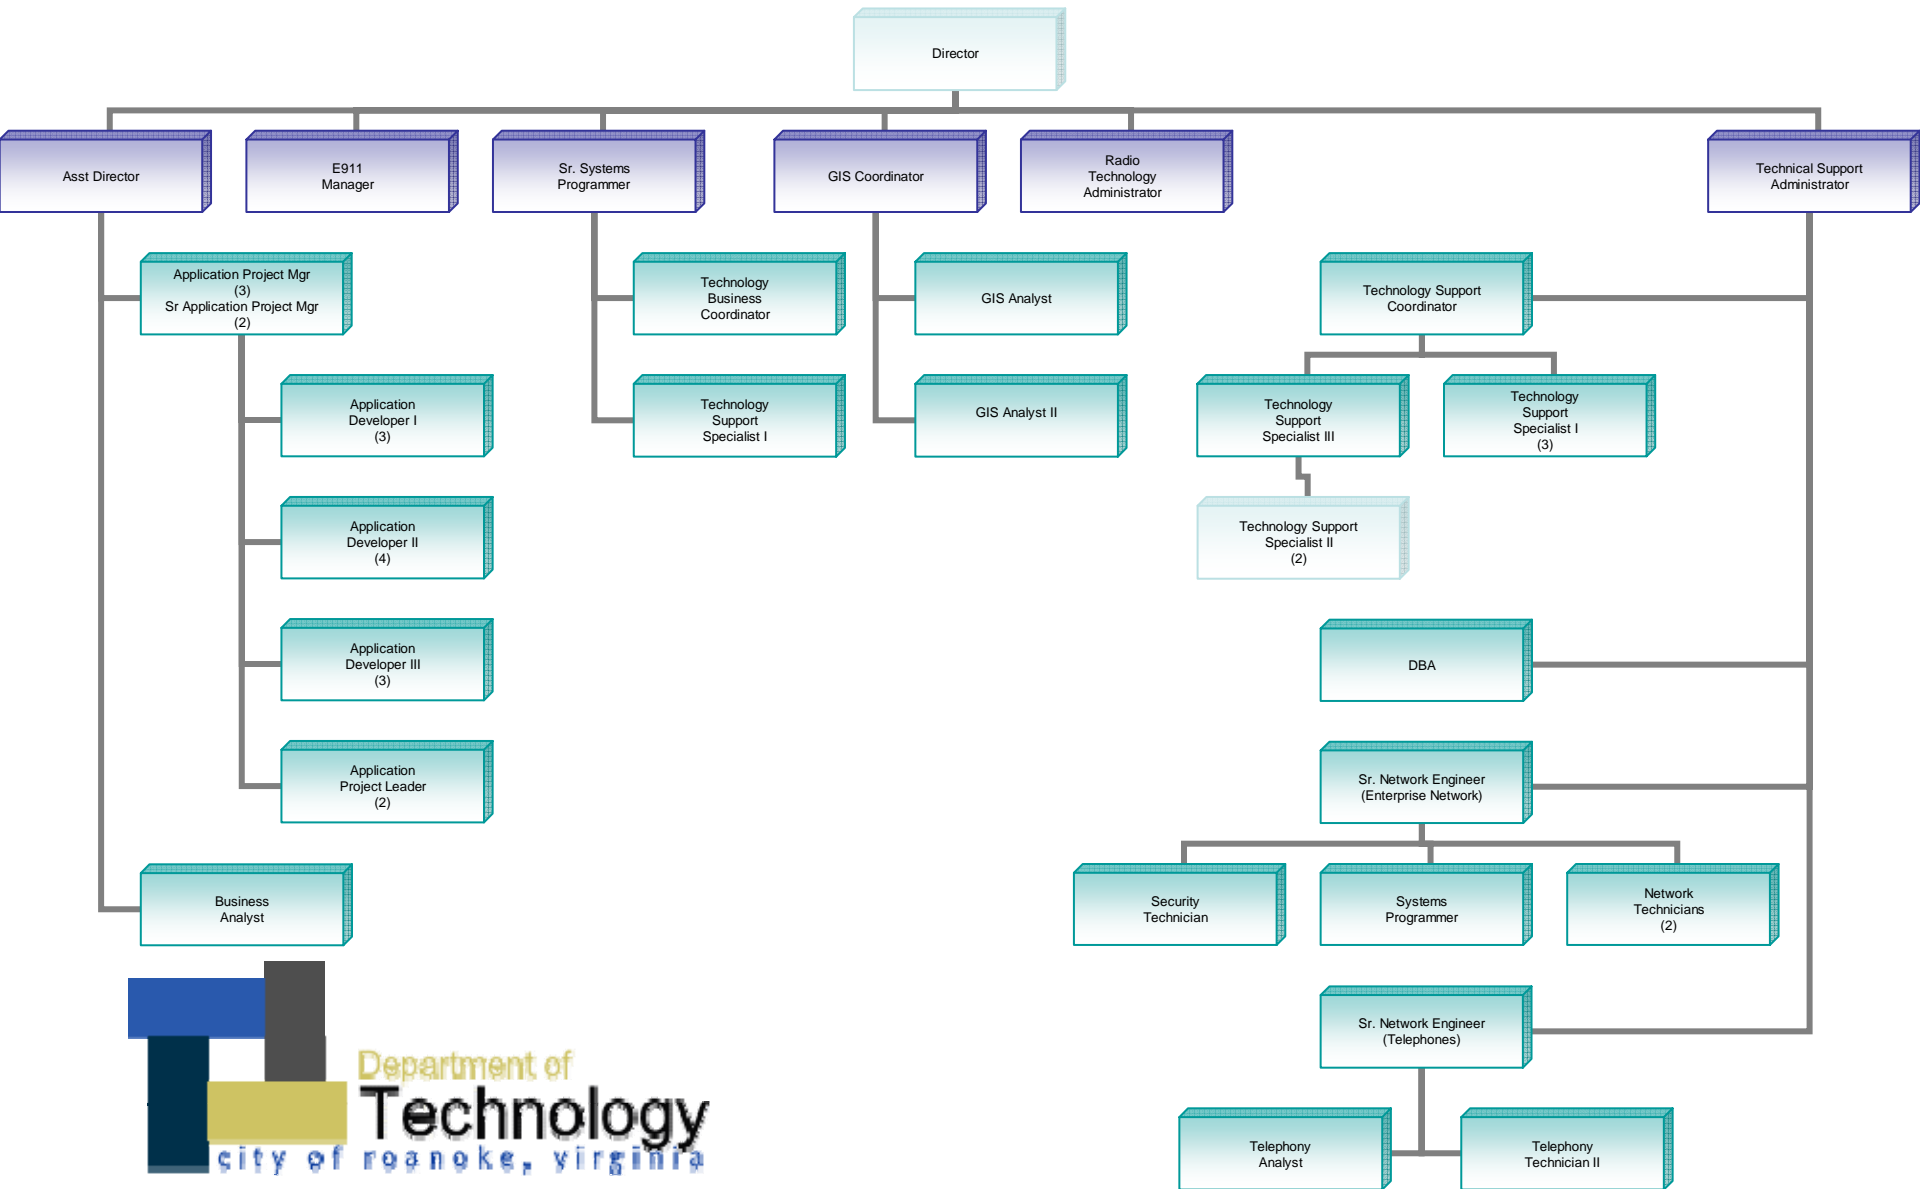 Director
Asst Director
E911
Manager
Sr. Systems
Programmer
GIS Coordinator
Radio
Technology
Administrator
Technical Support
Administrator
Application Project Mgr
(3)
Sr Application Project Mgr
(2)
Technology
Business
Coordinator
GIS Analyst
Technology Support
Coordinator
Application
Developer I
(3)
Technology
Support
Specialist I
GIS Analyst II
Technology
Support
Specialist III
Technology
Support
Specialist I
(3)
Application
Developer II
(4)
Technology Support
Specialist II
(2)
Application
Developer III
(3)
DBA
Application
Project Leader
(2)
Sr. Network Engineer
(Enterprise Network)
Business
Analyst
Security
Technician
Systems
Programmer
Network
Technicians
(2)
Sr. Network Engineer
(Telephones)
Department of
Technology
city of roanoke, virginia
Telephony
Analyst
Telephony
Technician II